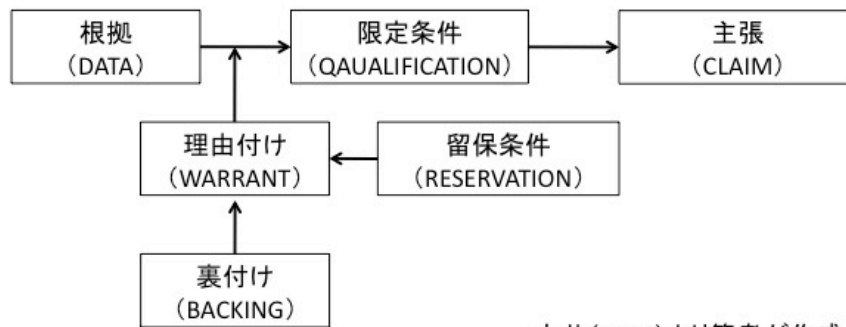 根拠
（DATA）
限定条件
（QAUALIFICATION）
主張
（CLAIM）
理由付け
（WARRANT）
留保条件
（RESERVATION）
裏付け
（BACKING）